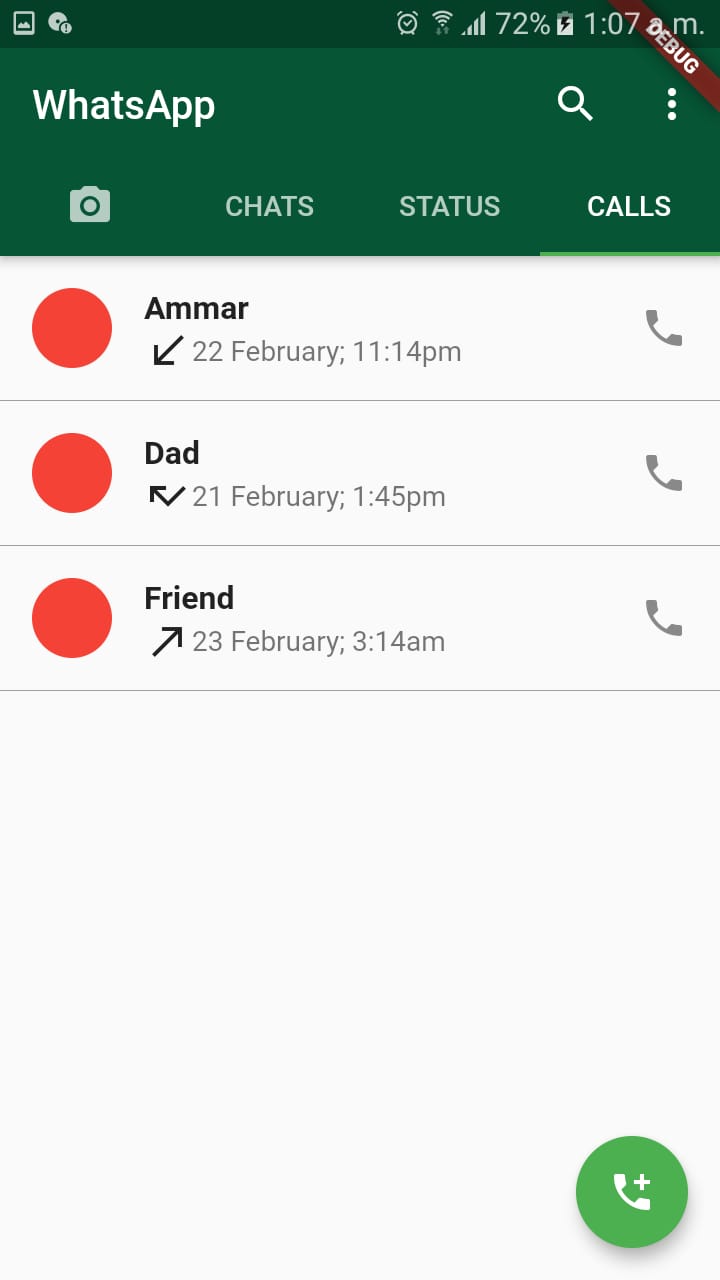 72% 1:07 a.m.
DEBUG
WhatsApp
CHATS STATUS CALLS
Ammar
22 February; 11:14pm
Dad
21 February; 1:45pm
Friend
23 February; 3:14am